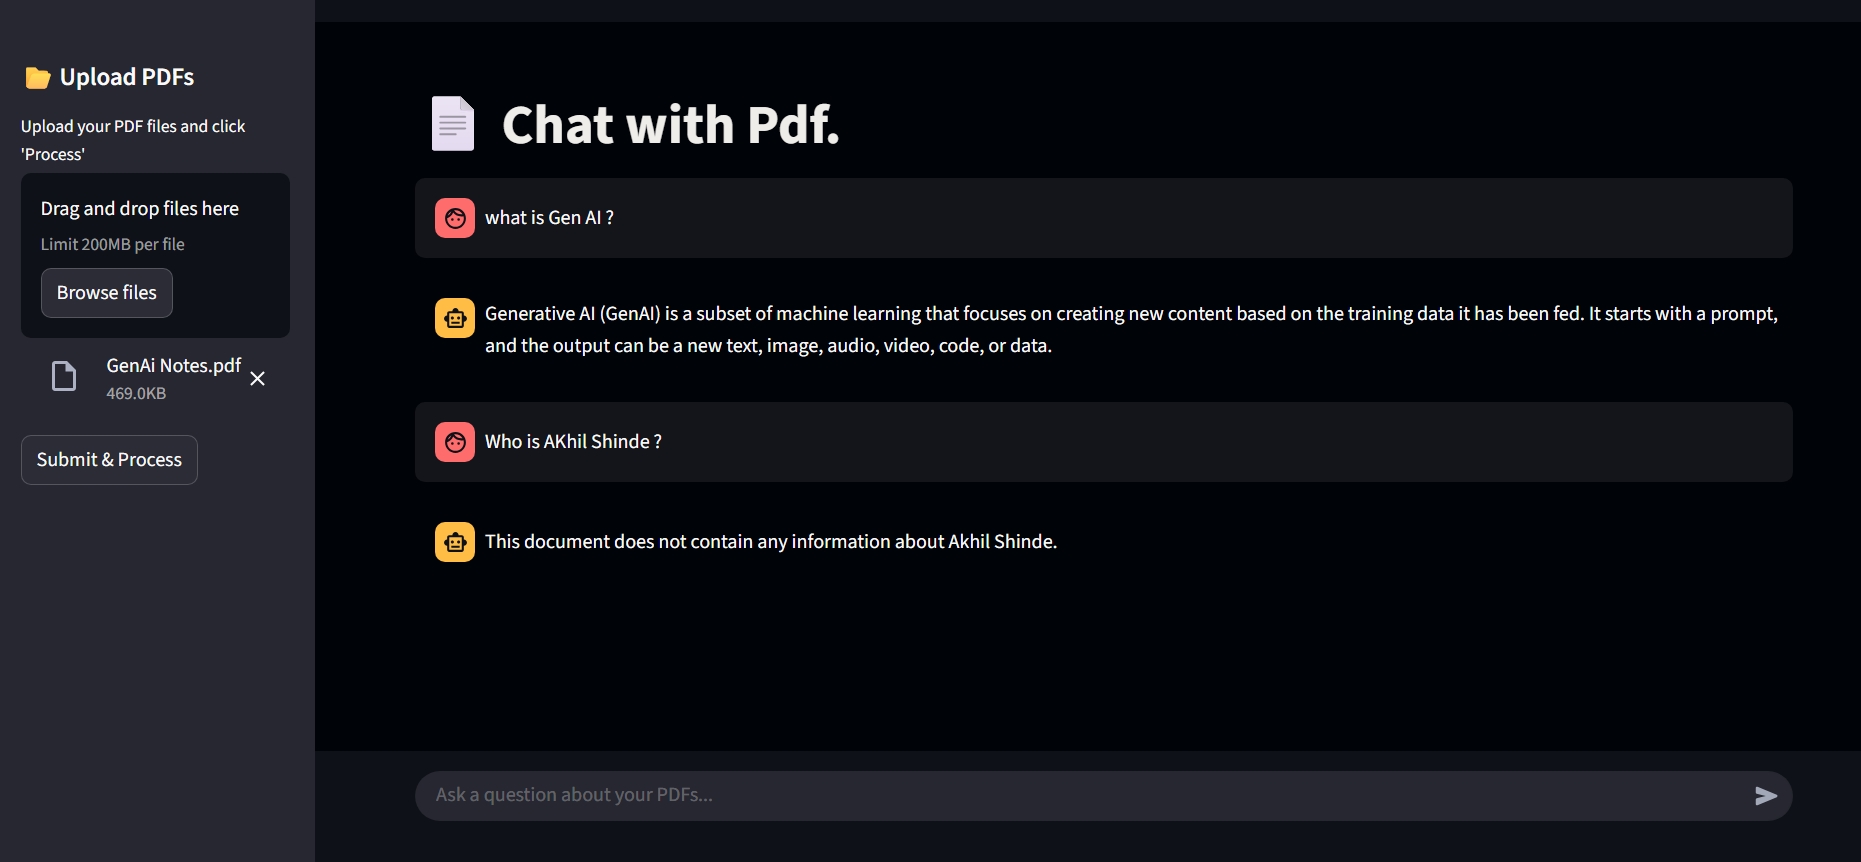 Upload PDFs
Upload your PDF files and click
'Process'
Drag and drop files here
Limit 200MB per file
Browse files
GenAi Notes.pdf
469.0KB
Submit & Process
Chat with Pdf.
what is Gen AI ?
Generative AI (GenAI) is a subset of machine learning that focuses on creating new content based on the training data it has been fed. It starts with a prompt,
and the output can be a new text, image, audio, video, code, or data.
Who is AKhil Shinde ?
This document does not contain any information about Akhil Shinde.
Ask a question about your PDFs...